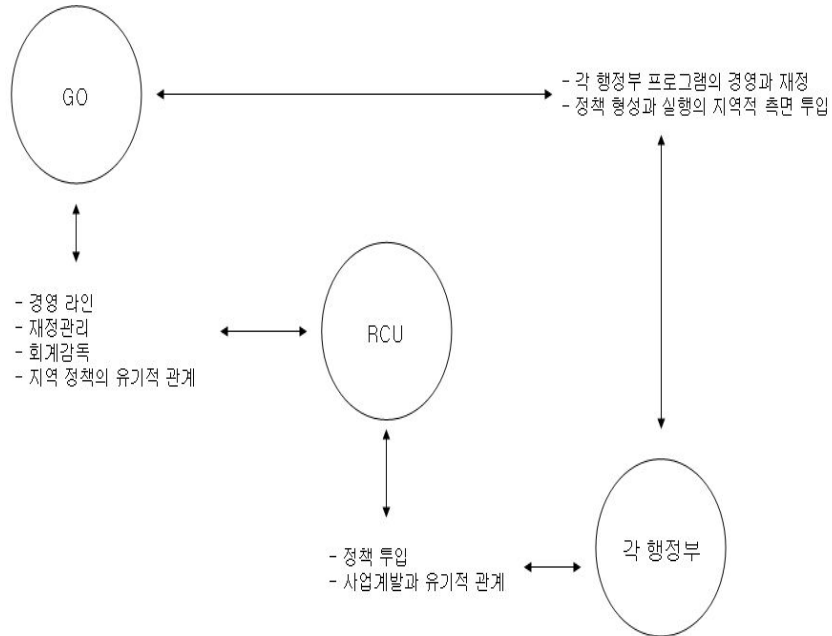 GO
- 각 행정부 프로그램의 경영과 재정
- 정책 형성과 실행의 지역적 측면 투입
- 경영 라인
- 재정관리
- 회계감독
- 지역 정책의 유기적 관계
RCU
- 정책 투입
- 사업계발과 유기적 관계
각 행정부